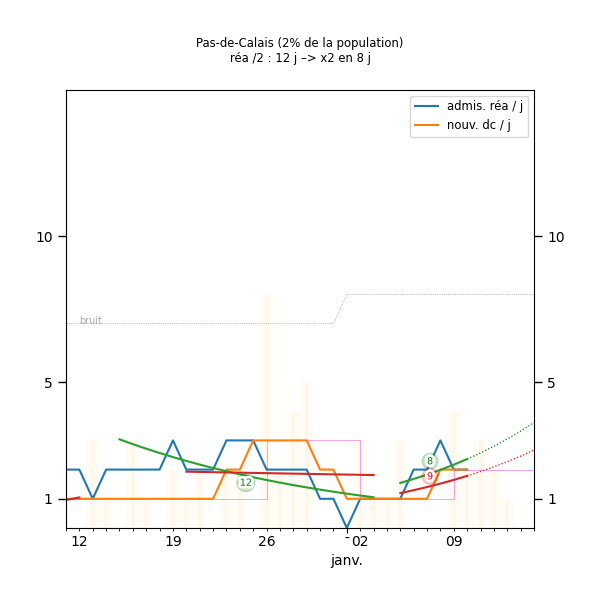 Pas-de-Calais (2% de la population)
réa /2 : 12 j –> x2 en 8 j
admis. réa / j
nouv. dc / j
10 10
bruit
5 5
8
9
12
1 1
12 19 26 02 09
janv.